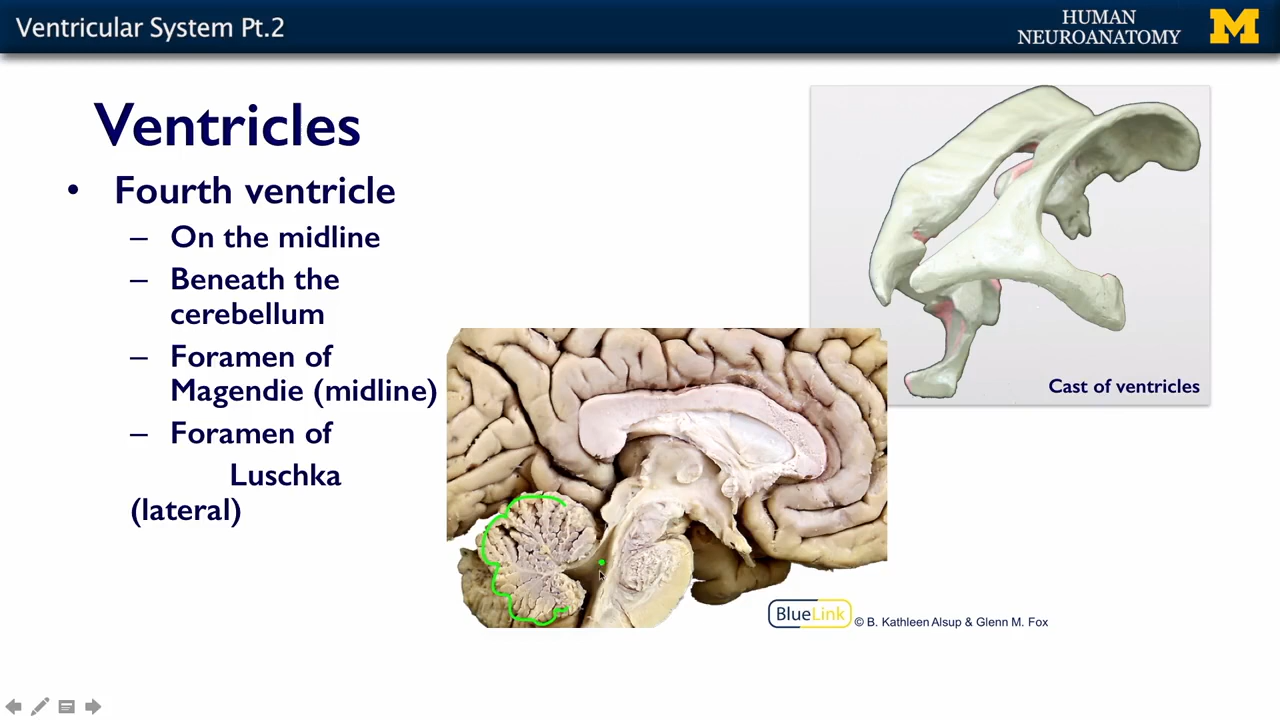 Ventricular System Pt.2
HUMAN
NEUROANATOMY
M
Ventricles
• Fourth ventricle
– On the midline
– Beneath the
cerebellum
– Foramen of
Magendie (midline)
– Foramen of
Luschka
(lateral)
Cast of ventricles
BlueLink
© B. Kathleen Alsup & Glenn M. Fox